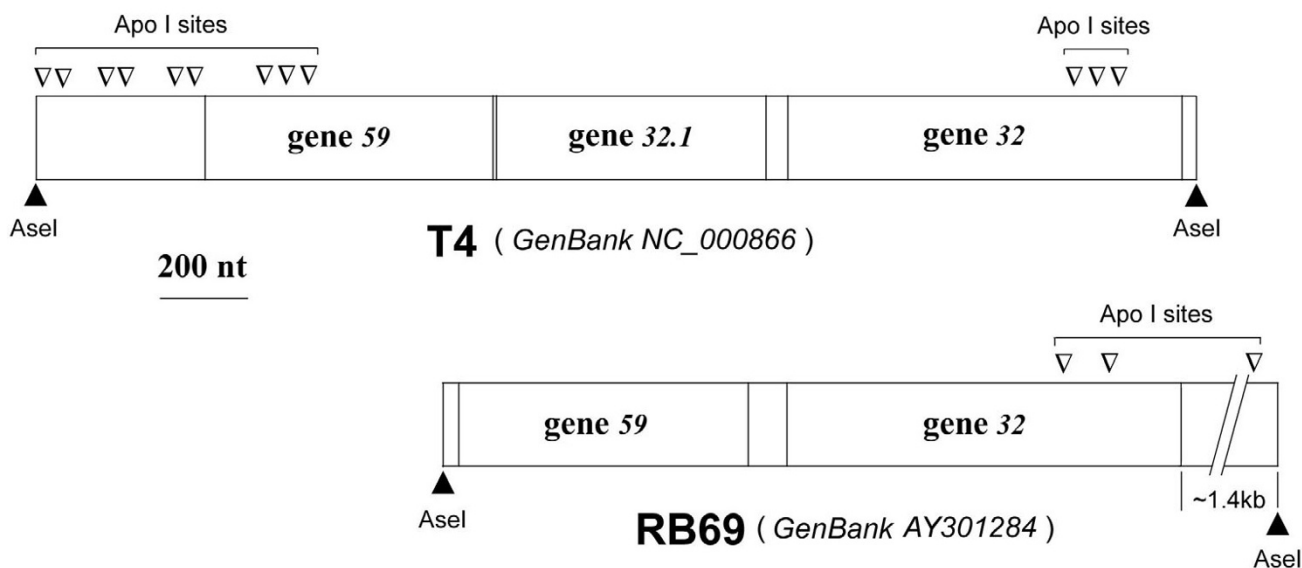 Apo I sites
Apo I sites
gene 59
gene 32.1
gene 32
AseI
AseI
T4 ( GenBank NC_000866 )
200 nt
Apo I sites
gene 59
gene 32
~1.4kb
AseI
RB69 ( GenBank AY301284 )
AseI